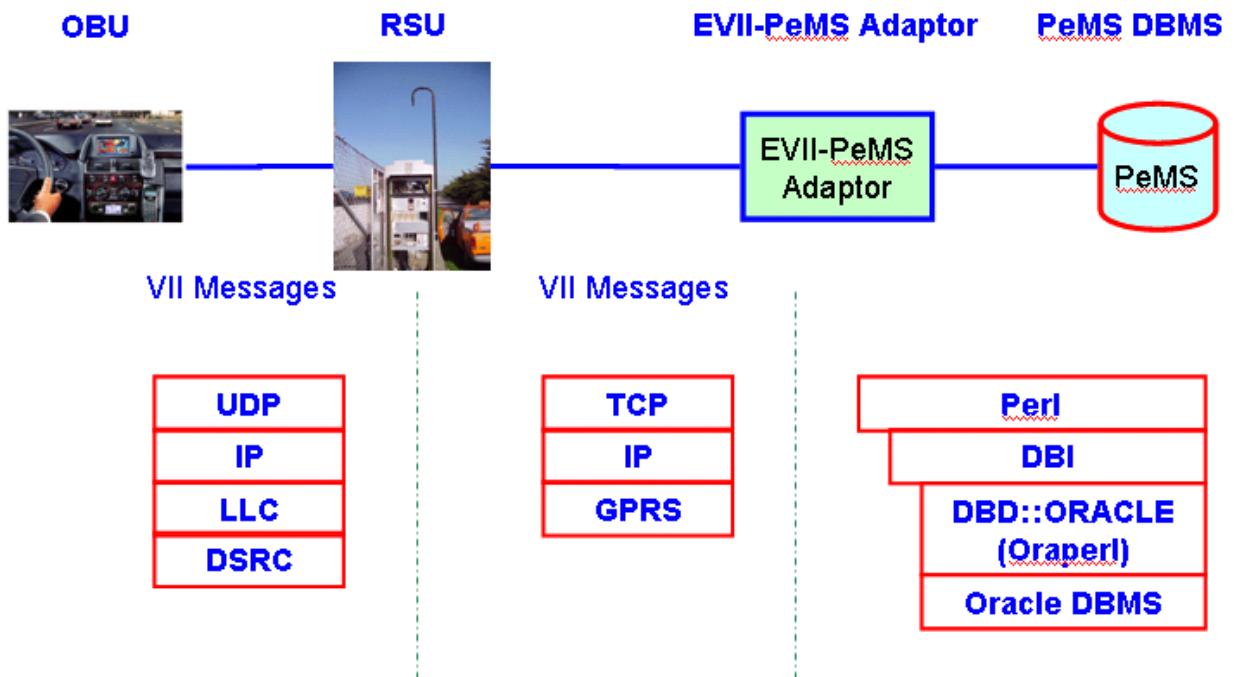 OBU
RSU
EVII-PeMS Adaptor
PeMS DBMS
EVII-PeMS
Adaptor
PeMS
VII Messages
VII Messages
UDP
IP
LLC
DSRC
TCP
IP
GPRS
Perl
DBI
DBD::ORACLE
(Oraperl)
Oracle DBMS